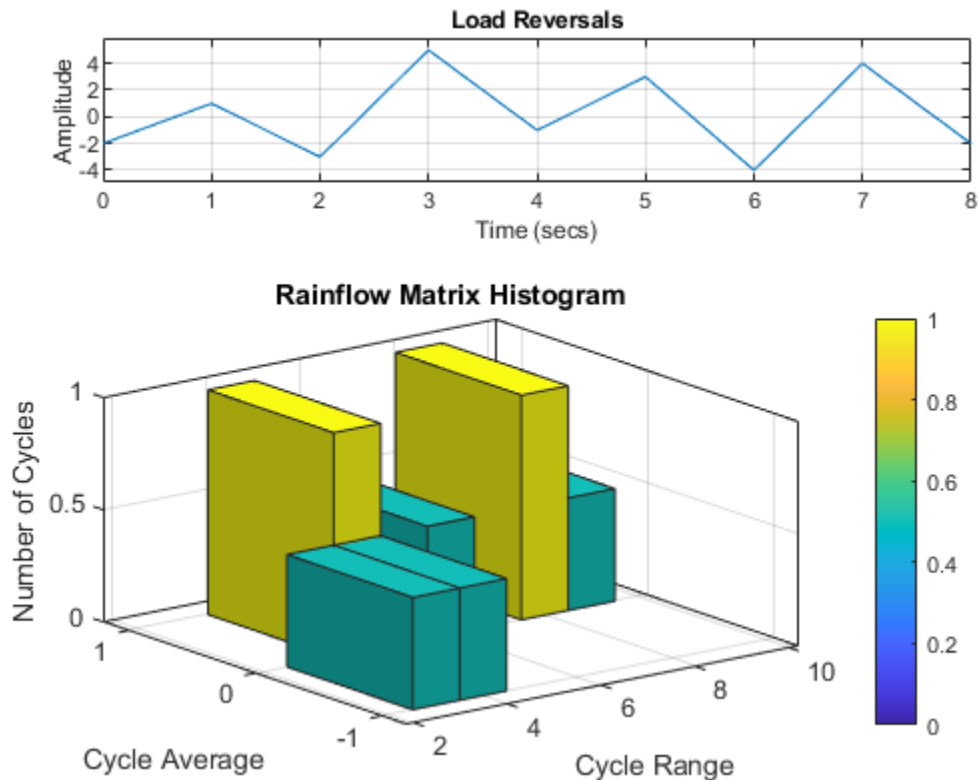 Load Reversals
Amplitude
4
2
0
-2
-4
0 1 2 3 4 5 6 7 8
Time (secs)
Rainflow Matrix Histogram
Number of Cycles
1
0.5
0
1
0
-1
Cycle Average
2
4
6
8
10
Cycle Range
1
0.8
0.6
0.4
0.2
0